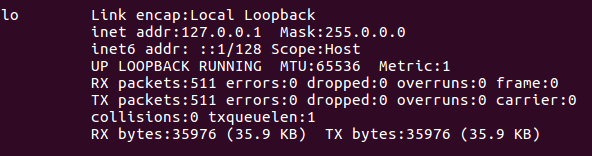 lo        Link encap:Local Loopback
          inet addr:127.0.0.1  Mask:255.0.0.0
          inet6 addr: ::1/128 Scope:Host
          UP LOOPBACK RUNNING  MTU:65536  Metric:1
          RX packets:511 errors:0 dropped:0 overruns:0 frame:0
          TX packets:511 errors:0 dropped:0 overruns:0 carrier:0
          collisions:0 txqueuelen:1
          RX bytes:35976 (35.9 KB)  TX bytes:35976 (35.9 KB)